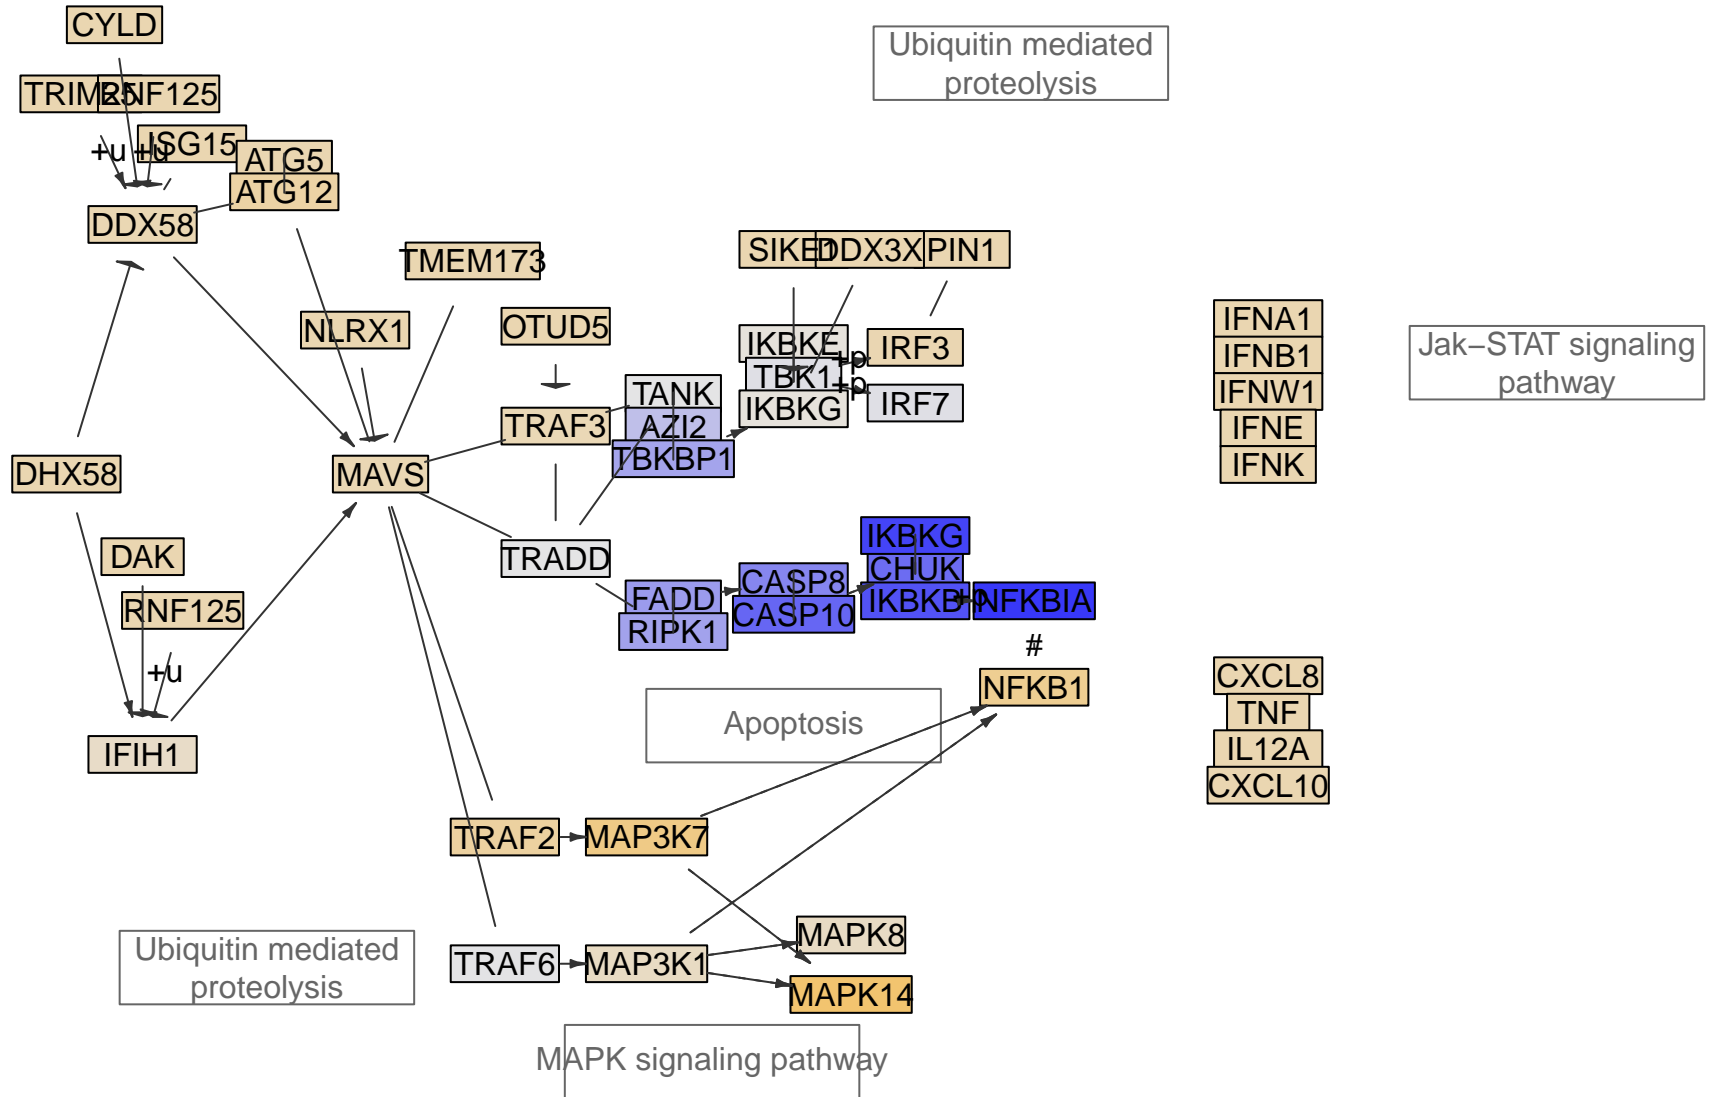 CYLD
Ubiquitin mediated
proteolysis
TRIM25
RNF125
+u
+u
ISG15
ATG5
ATG12
DDX58
TMEM173
SIKE1
DDX3X
PIN1
NLRX1
OTUD5
IKBKE
+p
IRF3
TBK1
+p
IRF7
TANK
IKBKG
AZI2
TRAF3
TBKBP1
IFNA1
IFNB1
IFNW1
IFNE
IFNK
Jak−STAT signaling
pathway
DHX58
MAVS
DAK
RNF125
+u
IFIH1
TRADD
FADD
RIPK1
CASP8
CASP10
IKBKG
CHUK
IKBKB
+p
NFKBIA
#
NFKB1
Apoptosis
CXCL8
TNF
IL12A
CXCL10
TRAF2
MAP3K7
TRAF6
MAP3K1
MAPK8
MAPK14
Ubiquitin mediated
proteolysis
MAPK signaling pathway